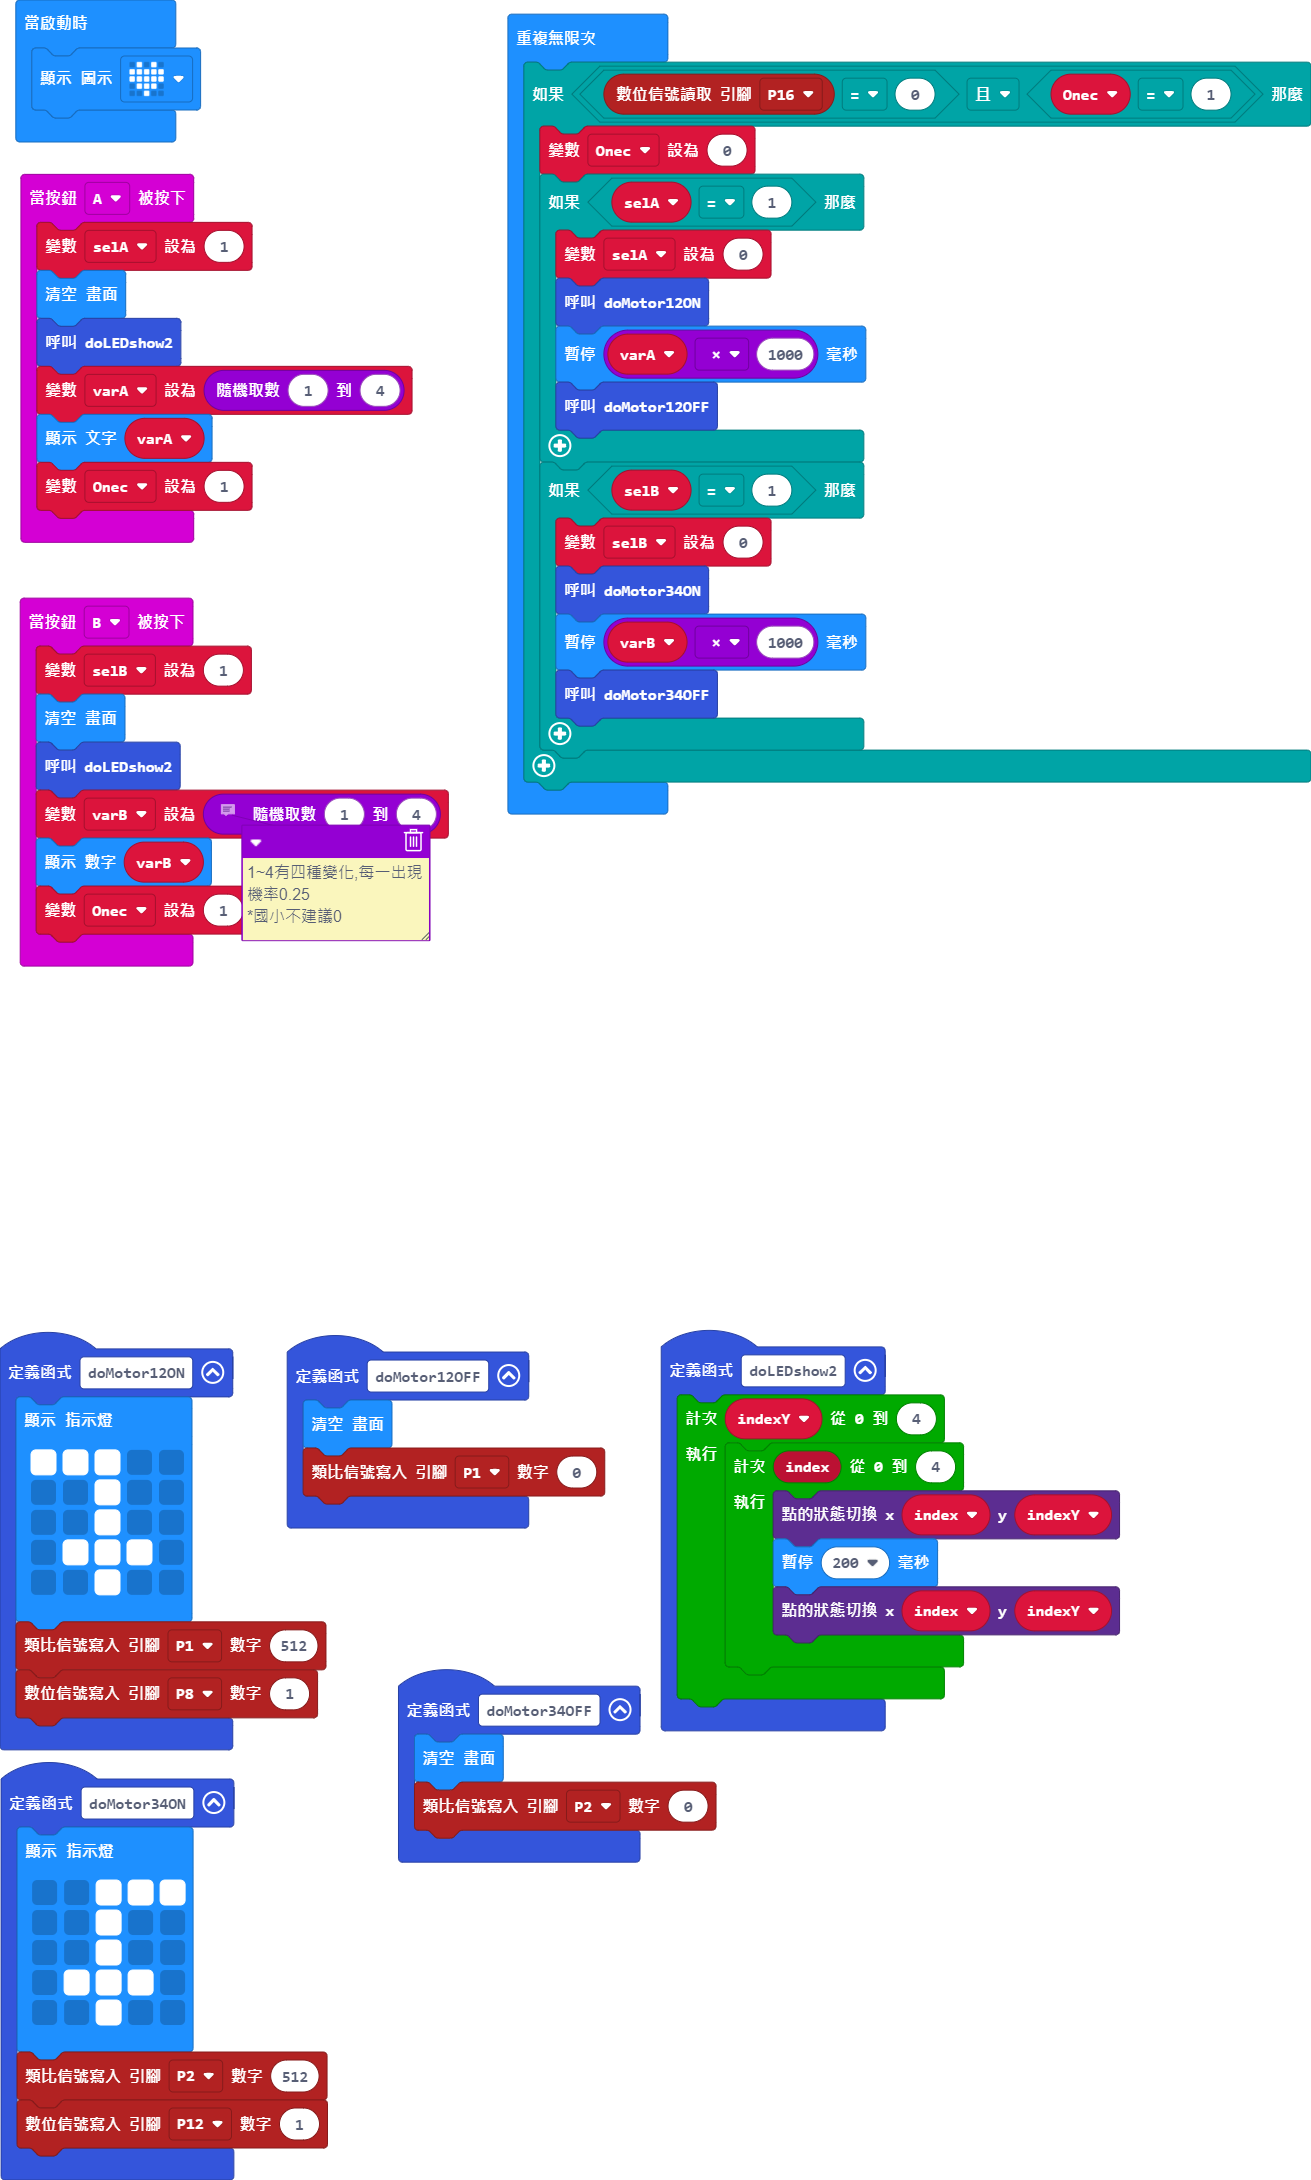 當啟動時
顯示 圖示
當按鈕 A 被按下
變數 selA 設為 1
清空 畫面
呼叫 doLEDshow2
變數 varA 設為 隨機取數 1 到 4
顯示 文字 varA
變數 Onec 設為 1
當按鈕 B 被按下
變數 selB 設為 1
清空 畫面
呼叫 doLEDshow2
變數 varB 設為 隨機取數 1 到 4
顯示 數字 varB
變數 Onec 設為 1
1~4有四種變化,每一出現
機率0.25
*國小不建議0
重複無限次
如果 數位信號讀取 引腳 P16 = 0 且 Onec = 1 那麼
變數 Onec 設為 0
如果 selA = 1 那麼
變數 selA 設為 0
呼叫 doMotor12ON
暫停 varA × 1000 毫秒
呼叫 doMotor12OFF
如果 selB = 1 那麼
變數 selB 設為 0
呼叫 doMotor34ON
暫停 varB × 1000 毫秒
呼叫 doMotor34OFF
定義函式 doMotor12ON
顯示 指示燈
類比信號寫入 引腳 P1 數字 512
數位信號寫入 引腳 P8 數字 1
定義函式 doMotor12OFF
清空 畫面
類比信號寫入 引腳 P1 數字 0
定義函式 doLEDshow2
計次 indexY 從 0 到 4
執行 計次 index 從 0 到 4
執行 點的狀態切換 x index y indexY
暫停 200 毫秒
點的狀態切換 x index y indexY
定義函式 doMotor34OFF
清空 畫面
類比信號寫入 引腳 P2 數字 0
定義函式 doMotor34ON
顯示 指示燈
類比信號寫入 引腳 P2 數字 512
數位信號寫入 引腳 P12 數字 1